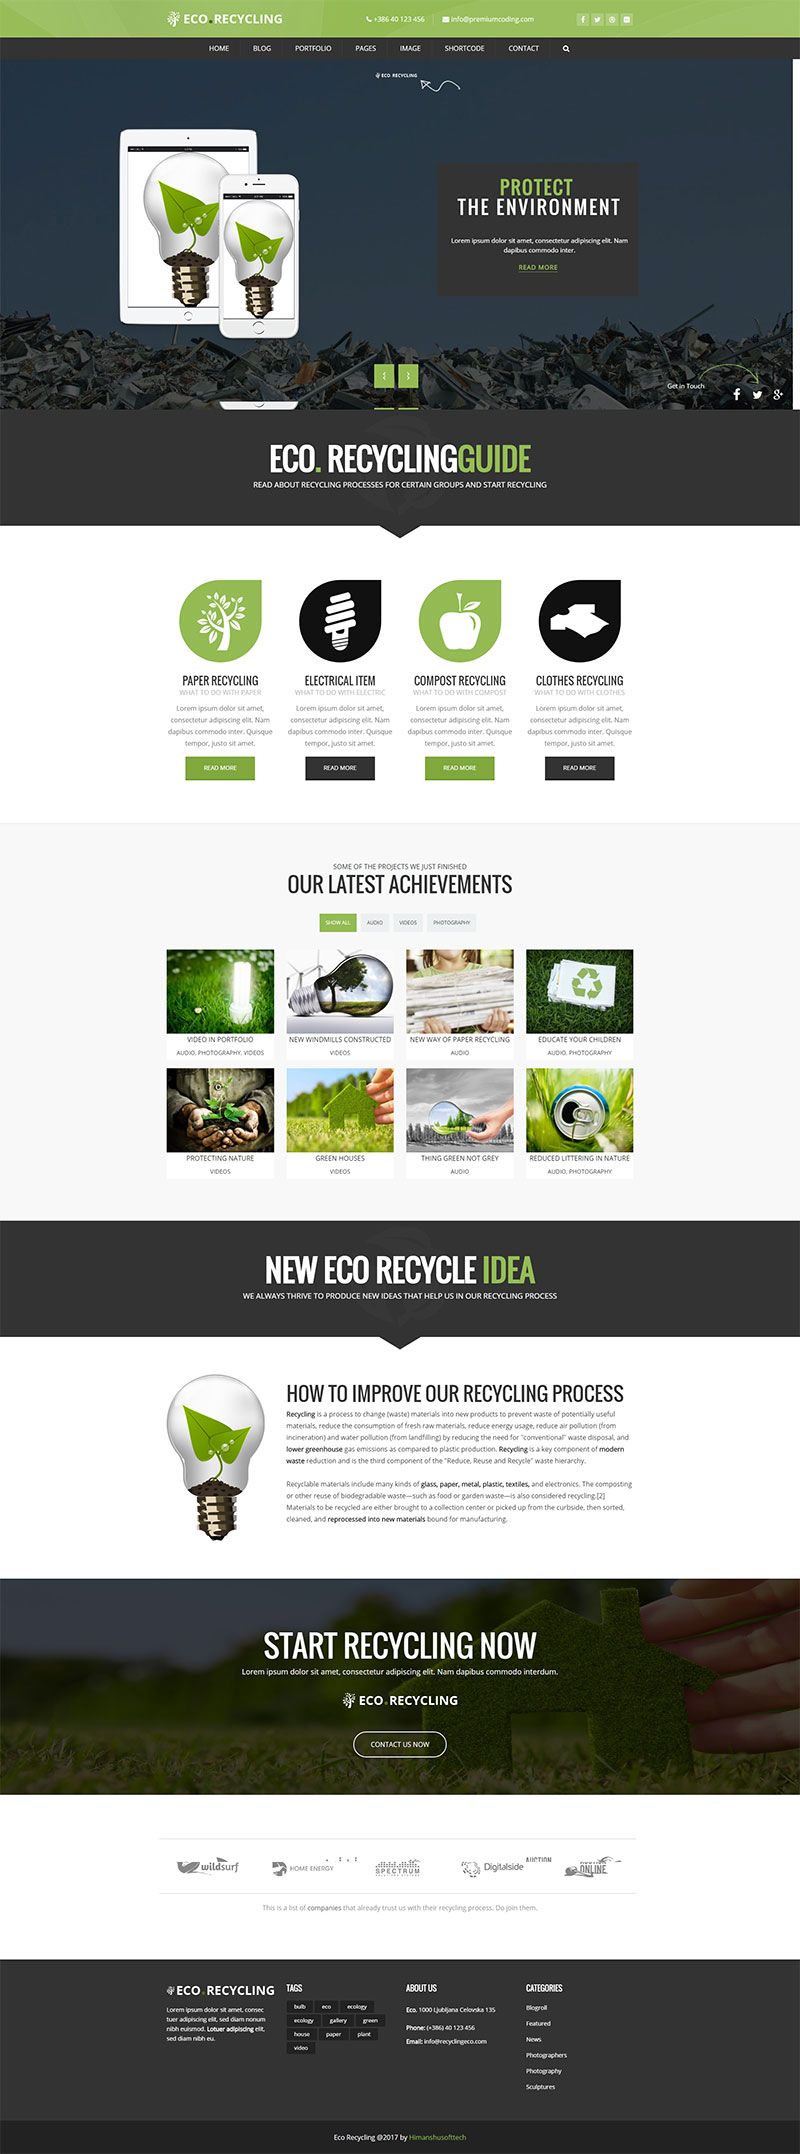 ECO.RECYCLING
+386 40 123 456
info@premiumcoding.com
HOME BLOG PORTFOLIO PAGES IMAGE SHORTCODE CONTACT
ECO RECYCLING
PROTECT
THE ENVIRONMENT
Lorem ipsum dolor sit amet, consectetur adipiscing elit. Nam
dapibus commodo inter.
READ MORE
Get in Touch
ECO. RECYCLINGGUIDE
READ ABOUT RECYCLING PROCESSES FOR CERTAIN GROUPS AND START RECYCLING
PAPER RECYCLING
WHAT TO DO WITH PAPER
Lorem ipsum dolor sit amet,
consectetur adipiscing elit. Nam
dapibus commodo inter. Quisque
tempor, justo sit amet.
READ MORE
ELECTRICAL ITEM
WHAT TO DO WITH ELECTRIC
Lorem ipsum dolor sit amet,
consectetur adipiscing elit. Nam
dapibus commodo inter. Quisque
tempor, justo sit amet.
READ MORE
COMPOST RECYCLING
WHAT TO DO WITH COMPOST
Lorem ipsum dolor sit amet,
consectetur adipiscing elit. Nam
dapibus commodo inter. Quisque
tempor, justo sit amet.
READ MORE
CLOTHES RECYCLING
WHAT TO DO WITH CLOTHES
Lorem ipsum dolor sit amet,
consectetur adipiscing elit. Nam
dapibus commodo inter. Quisque
tempor, justo sit amet.
READ MORE
SOME OF THE PROJECTS WE JUST FINISHED
OUR LATEST ACHIEVEMENTS
SHOW ALL AUDIO VIDEOS PHOTOGRAPHY
VIDEO IN PORTFOLIO
AUDIO, PHOTOGRAPHY, VIDEOS
NEW WINDMILLS CONSTRUCTED
VIDEOS
NEW WAY OF PAPER RECYCLING
AUDIO
EDUCATE YOUR CHILDREN
AUDIO, PHOTOGRAPHY
PROTECTING NATURE
VIDEOS
GREEN HOUSES
VIDEOS
THING GREEN NOT GREY
AUDIO
REDUCED LITTERING IN NATURE
AUDIO, PHOTOGRAPHY
NEW ECO RECYCLE IDEA
WE ALWAYS THRIVE TO PRODUCE NEW IDEAS THAT HELP US IN OUR RECYCLING PROCESS
HOW TO IMPROVE OUR RECYCLING PROCESS
Recycling is a process to change (waste) materials into new products to prevent waste of potentially useful
materials, reduce the consumption of fresh raw materials, reduce energy usage, reduce air pollution (from
incineration) and water pollution (from landfilling) by reducing the need for "conventional" waste disposal, and
lower greenhouse gas emissions as compared to plastic production. Recycling is a key component of modern
waste reduction and is the third component of the "Reduce, Reuse and Recycle" waste hierarchy.
Recyclable materials include many kinds of glass, paper, metal, plastic, textiles, and electronics. The composting
or other reuse of biodegradable waste—such as food or garden waste—is also considered recycling.[2]
Materials to be recycled are either brought to a collection center or picked up from the curbside, then sorted,
cleaned, and reprocessed into new materials bound for manufacturing.
START RECYCLING NOW
Lorem ipsum dolor sit amet, consectetur adipiscing elit. Nam dapibus commodo interdum.
ECO.RECYCLING
CONTACT US NOW
wildsurf
HOME ENERGY
SPECTRUM
Digitalside
AUCTION
ONLINE
This is a list of companies that already trust us with their recycling process. Do join them.
ECO.RECYCLING
Lorem ipsum dolor sit amet, consec
tuer adipiscing elit, sed diam nonum
nibh euismod. Lotuer adipiscing elit,
sed diam nibh eu.
TAGS
bulb eco ecology
ecology gallery green
house paper plant
video
ABOUT US
Eco. 1000 Ljubljana Celovska 135
Phone: (+386) 40 123 456
Email: info@recyclingeco.com
CATEGORIES
Blogroll
Featured
News
Photographers
Photography
Sculptures
Eco Recycling @2017 by Himanshusofttech